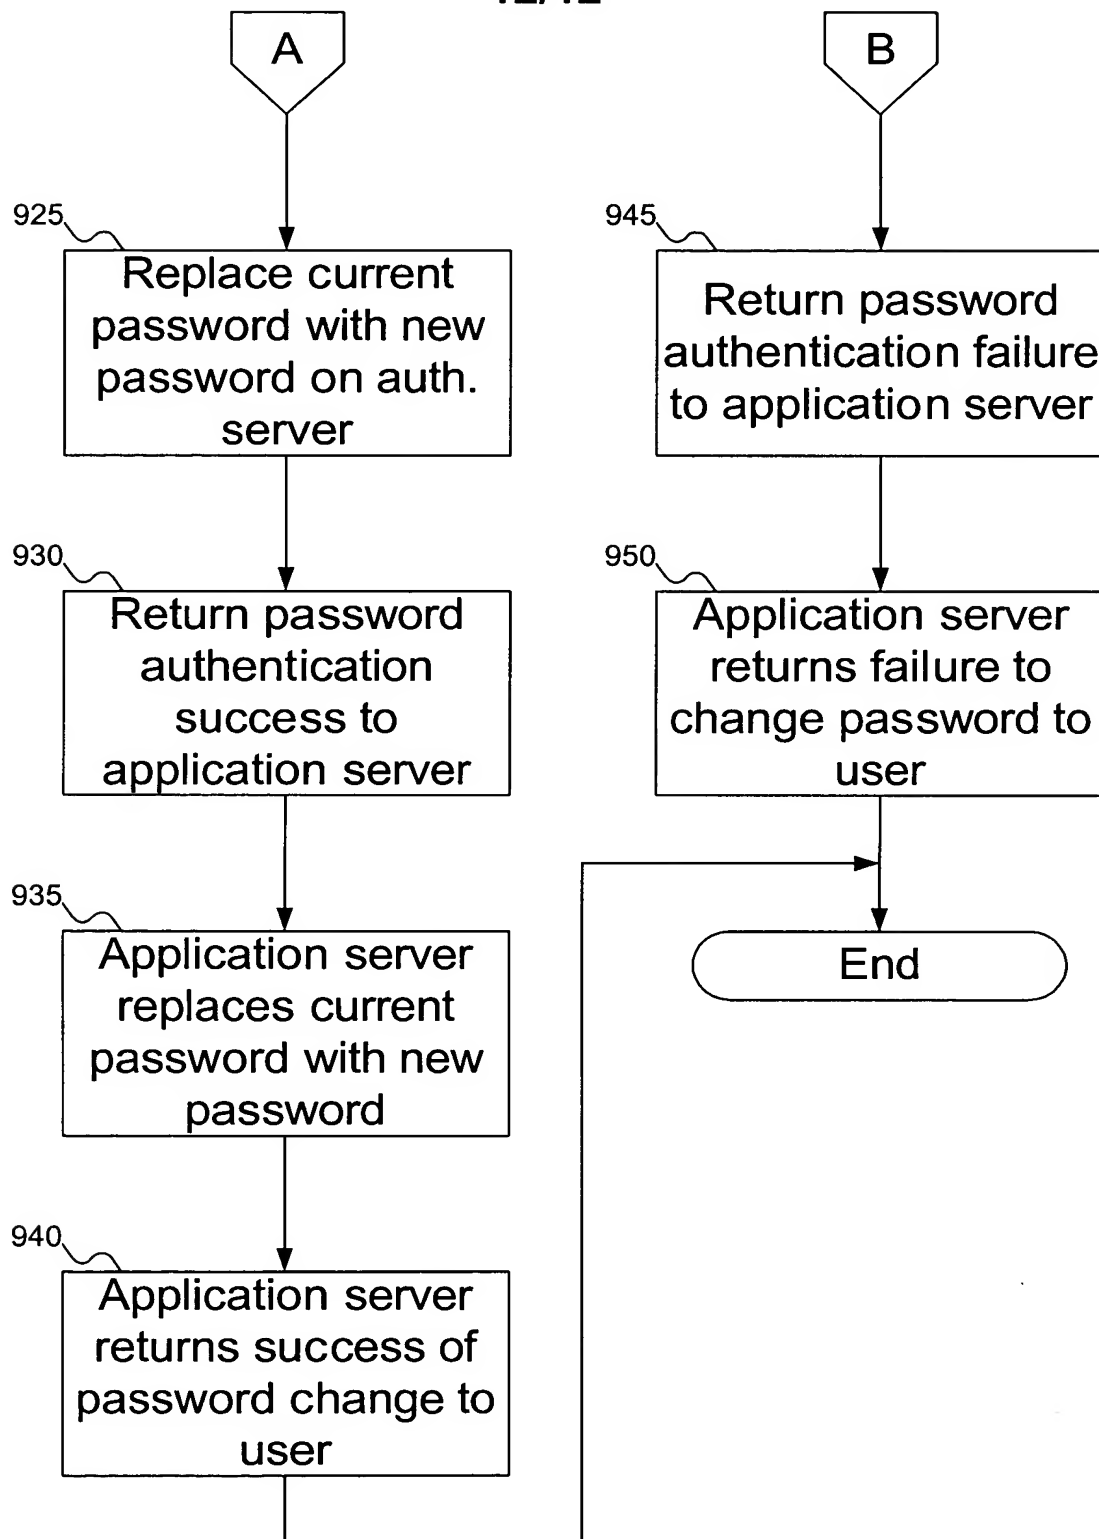 A
925
Replace current
password with new
password on auth.
server
930
Return password
authentication
success to
application server
935
Application server
replaces current
password with new
password
940
Application server
returns success of
password change to
user
B
945
Return password
authentication failure
to application server
950
Application server
returns failure to
change password to
user
End